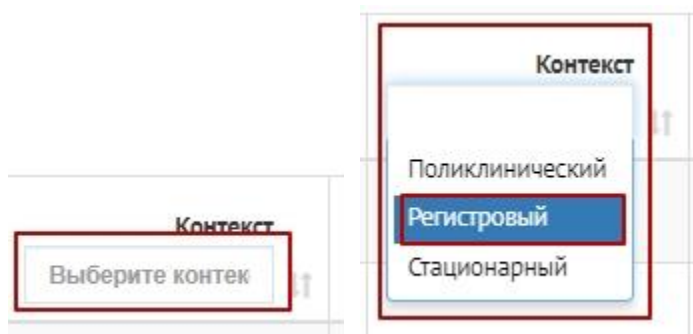 Контекст
Выберите контек
Контекст
Поликлинический
Регистровый
Стационарный